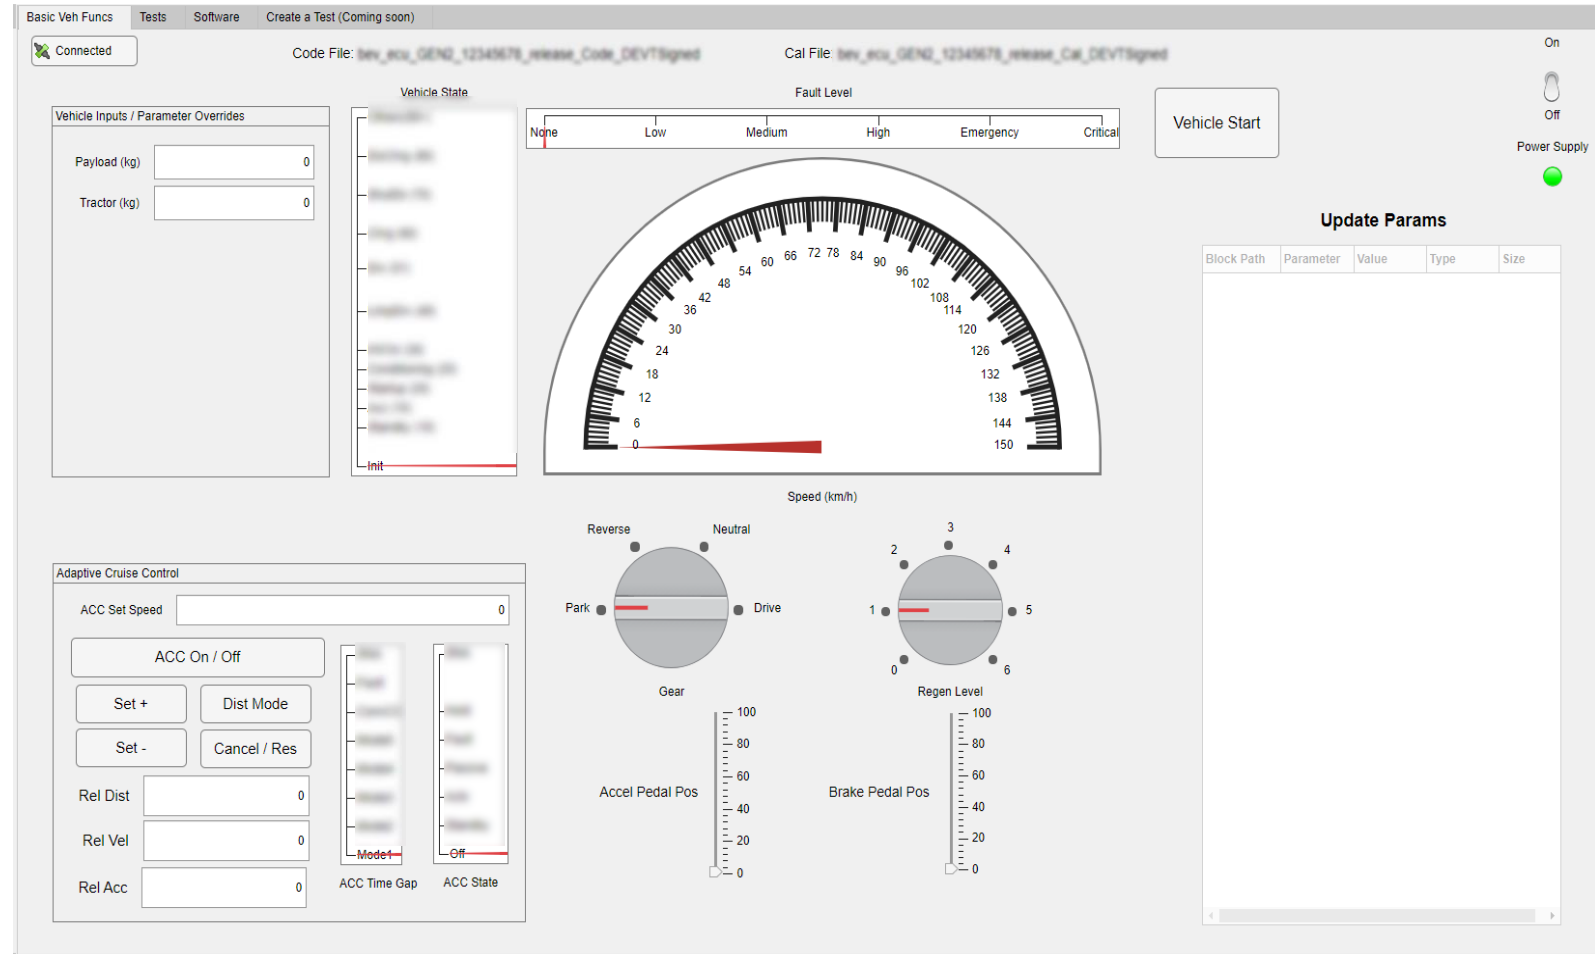 Basic Veh Funcs
Tests
Software
Create a Test (Coming soon)
Connected
Code File: bev_ecu_GEN2_12345678_release_Code_DEVTSigned
Cal File: bev_ecu_GEN2_12345678_release_Cal_DEVTSigned
On
Off
Power Supply
Vehicle Inputs / Parameter Overrides
Payload (kg)
0
Tractor (kg)
0
Vehicle State
Init
Fault Level
None
Low
Medium
High
Emergency
Critical
Vehicle Start
0
6
12
18
24
30
36
42
48
54
60
66
72
78
84
90
96
102
108
114
120
126
132
138
144
150
Speed (km/h)
Update Params
Block Path
Parameter
Value
Type
Size
Adaptive Cruise Control
ACC Set Speed
0
ACC On / Off
Set +
Dist Mode
Set -
Cancel / Res
Rel Dist
0
Rel Vel
0
Rel Acc
0
Mode1
ACC Time Gap
Off
ACC State
Reverse
Neutral
Park
Drive
Gear
0
1
2
3
4
5
6
Regen Level
Accel Pedal Pos
100
80
60
40
20
0
Brake Pedal Pos
100
80
60
40
20
0